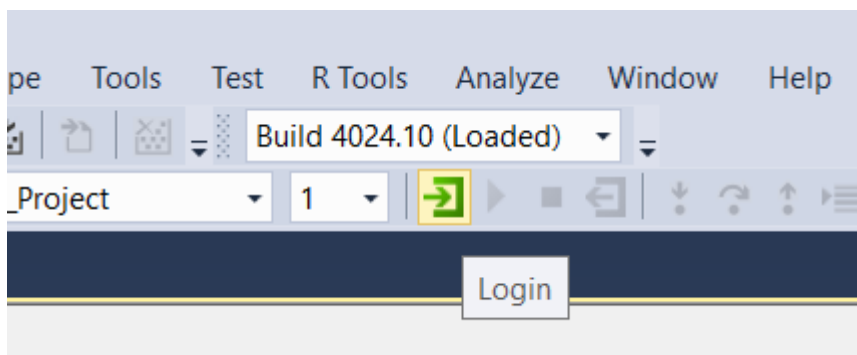 pe Tools Test R Tools Analyze Window Help
Build 4024.10 (Loaded)
_Project 1
Login